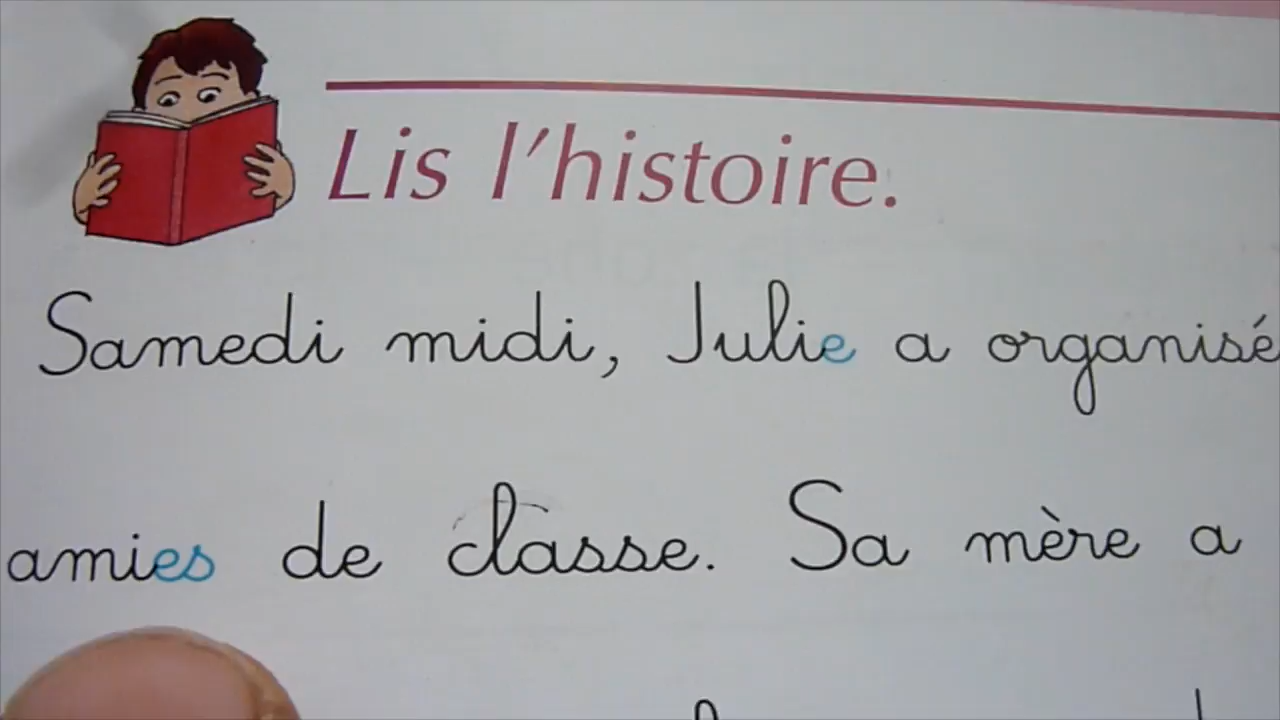 Lis l'histoire.
Samedi midi, Julie a organisé
amies de classe. Sa mère a